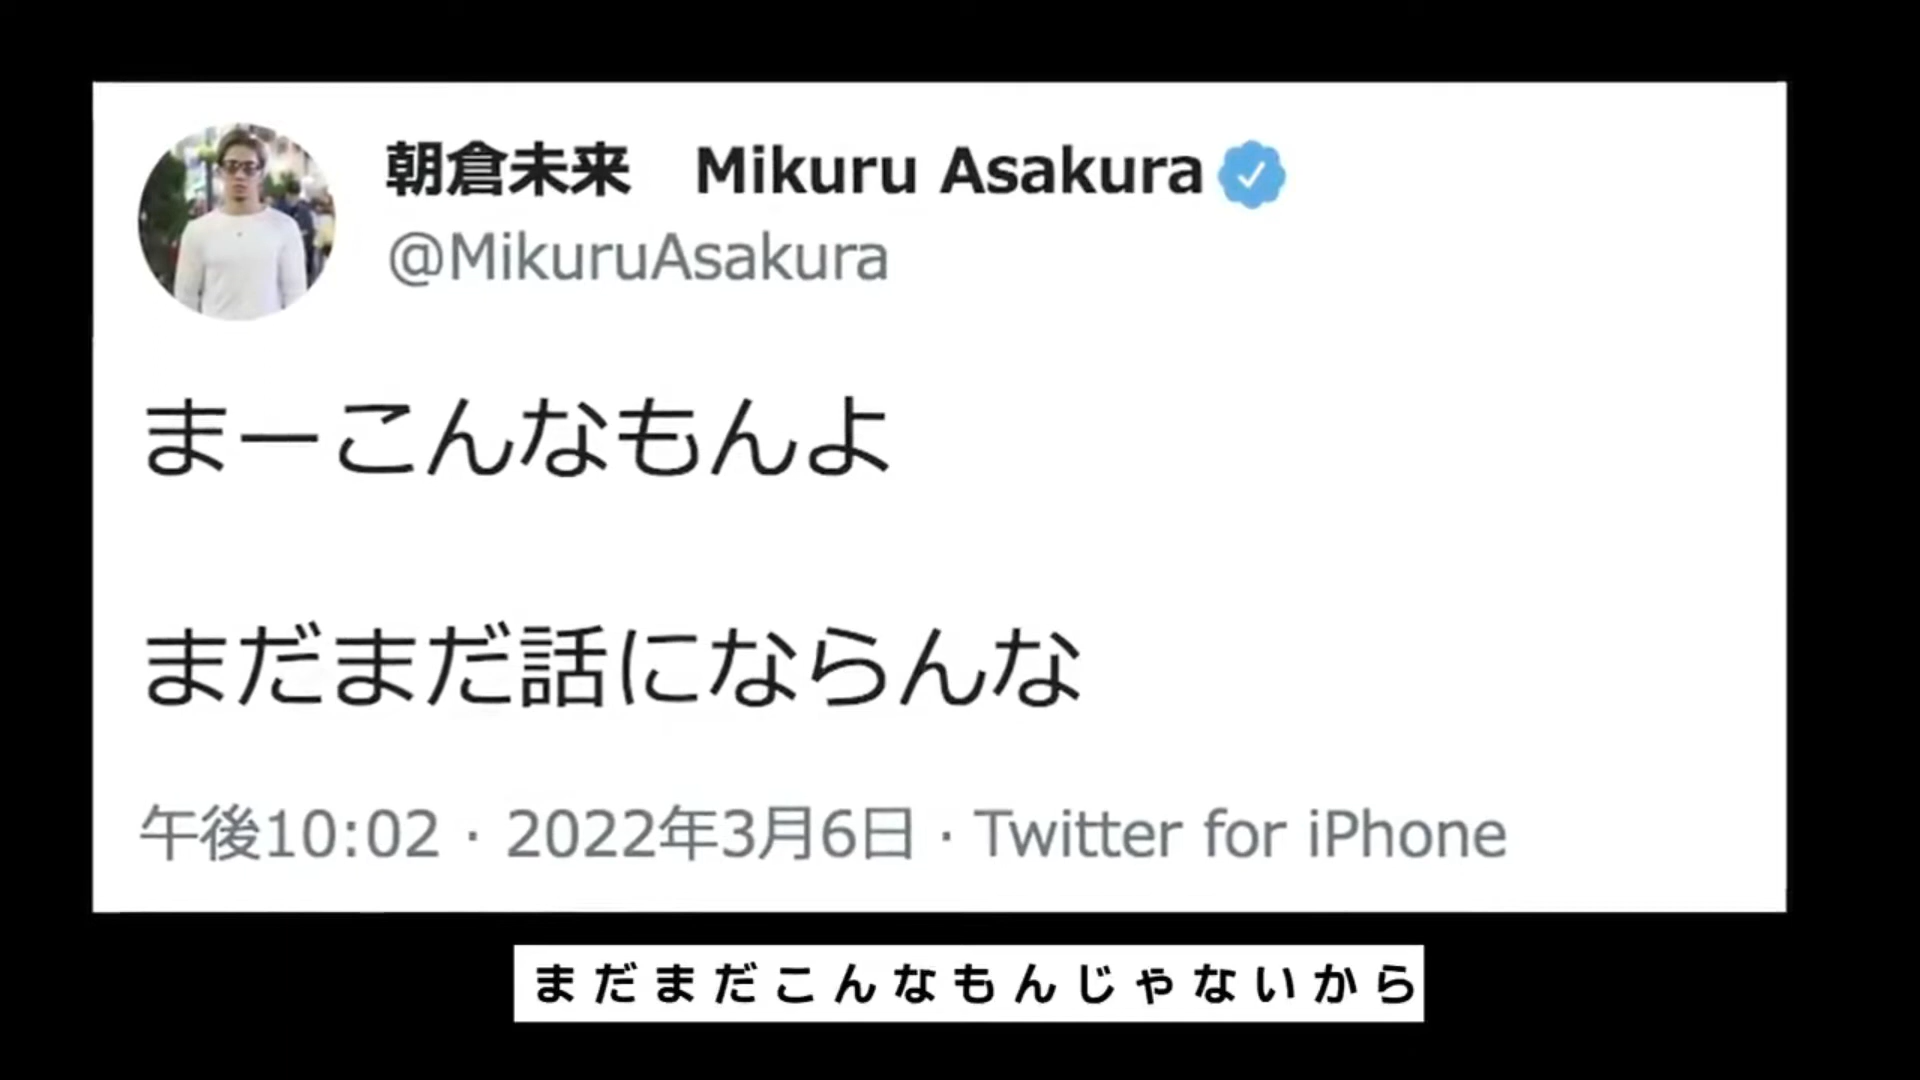 朝倉未来　Mikuru Asakura
@MikuruAsakura
まーこんなもんよ
まだまだ話にならんな
午後10:02 · 2022年3月6日 · Twitter for iPhone
まだまだこんなもんじゃないから